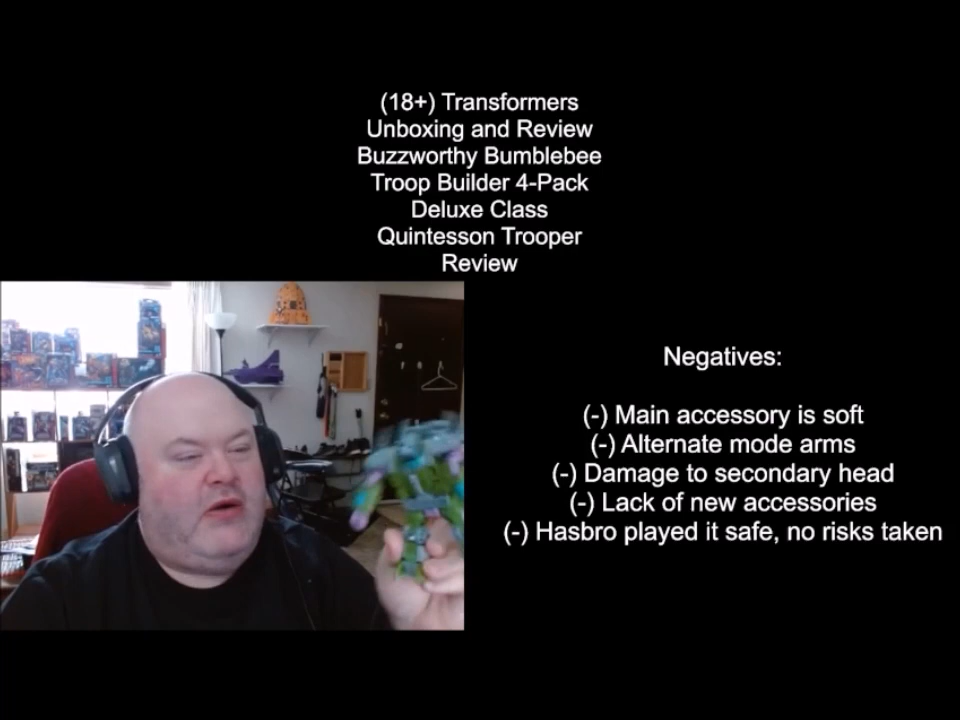 (18+) Transformers
Unboxing and Review
Buzzworthy Bumblebee
Troop Builder 4-Pack
Deluxe Class
Quintesson Trooper
Review
Negatives:
(-) Main accessory is soft
(-) Alternate mode arms
(-) Damage to secondary head
(-) Lack of new accessories
(-) Hasbro played it safe, no risks taken